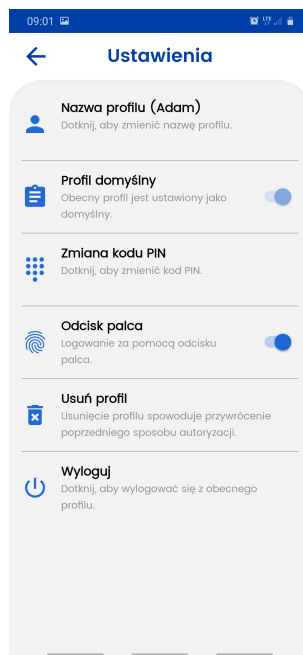 09:01
Ustawienia
Nazwa profilu (Adam)
Dotknij, aby zmienić nazwę profilu.
Profil domyślny
Obecny profil jest ustawiony jako
domyślny.
Zmiana kodu PIN
Dotknij, aby zmienić kod PIN.
Odcisk palca
Logowanie za pomocą odcisku
palca.
Usuń profil
Usunięcie profilu spowoduje przywrócenie
poprzedniego sposobu autoryzacji.
Wyloguj
Dotknij, aby wylogować się z obecnego
profilu.